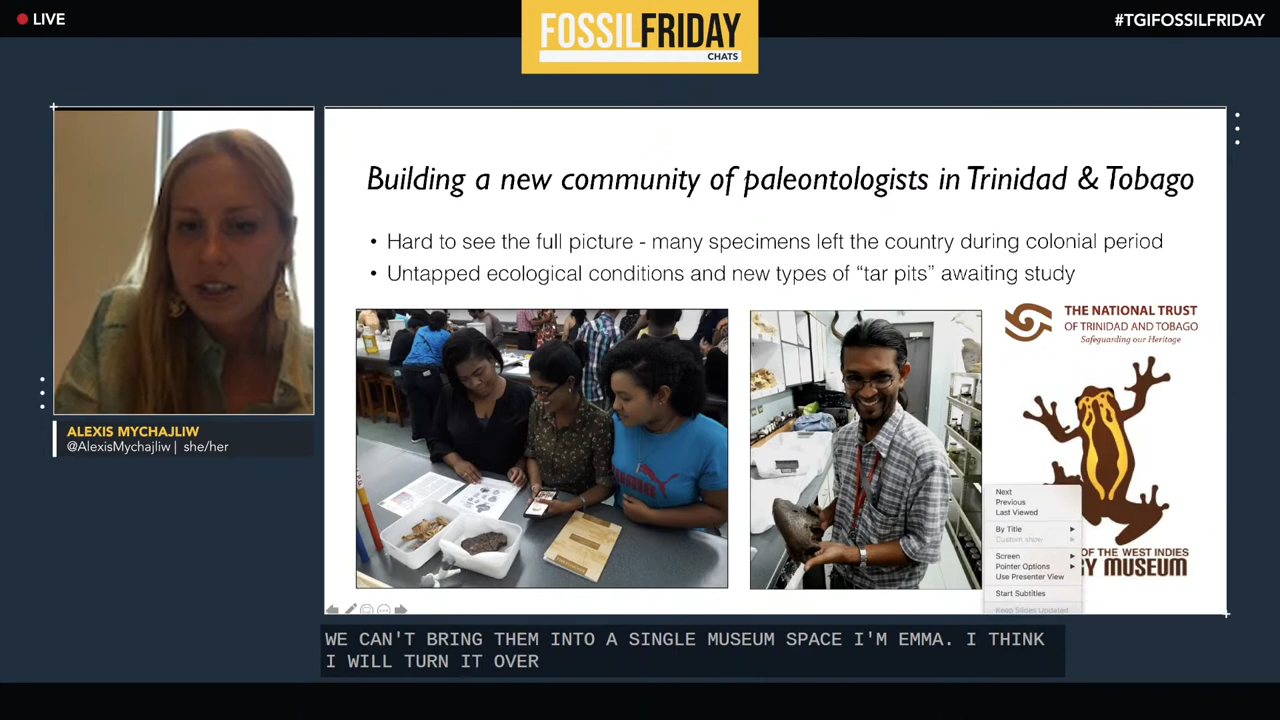 LIVE
FOSSILFRIDAY
CHATS
#TGIFOSSILFRIDAY
Building a new community of paleontologists in Trinidad & Tobago
• Hard to see the full picture - many specimens left the country during colonial period
• Untapped ecological conditions and new types of “tar pits” awaiting study
THE NATIONAL TRUST
OF TRINIDAD AND TOBAGO
Safeguarding our Heritage
ALEXIS MYCHAJLIW
@AlexisMychajliw | she/her
PUMA
Next
Previous
Last Viewed
By Title
Custom show
Screen
Pointer Options
Use Presenter View
Start Subtitles
Keep Slides Updated
OF THE WEST INDIES
MUSEUM
WE CAN'T BRING THEM INTO A SINGLE MUSEUM SPACE I'M EMMA. I THINK
I WILL TURN IT OVER